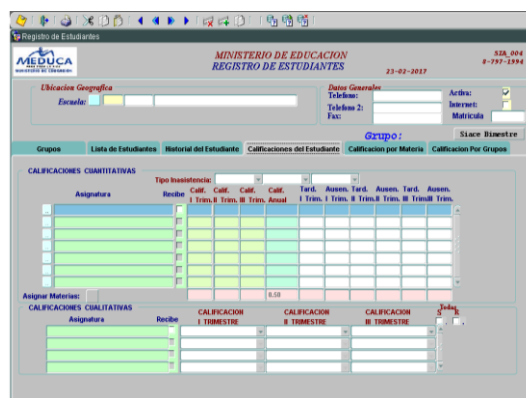 Registro de Estudiantes
MEDUCA
MINISTERIO DE EDUCACION
MINISTERIO DE EDUCACION
REGISTRO DE ESTUDIANTES
23-02-2017
SIA_004
8-797-1994
Ubicacion Geografica
Escuela:
Datos Generales
Telefono:
Telefono 2:
Fax:
Activa:
Internet:
Matricula
Grupo:
Siace Bimestre
Grupos Lista de Estudiantes Historial del Estudiante Calificaciones del Estudiante Calificacion por Materia Calificacion Por Grupos
CALIFICACIONES CUANTITATIVAS
Tipo Inasistencia:
Asignatura Recibe Calif. Calif. Calif. Calif. Tard. Ausen. Tard. Ausen. Tard. Ausen.
I Trim. II Trim. III Trim. Anual I Trim. I Trim. II Trim. II Trim. III Trim. III Trim.
Asignar Materias: 0.50
CALIFICACIONES CUALITATIVAS
Asignatura Recibe
CALIFICACION CALIFICACION CALIFICACION
I TRIMESTRE II TRIMESTRE III TRIMESTRE
Todas
S R